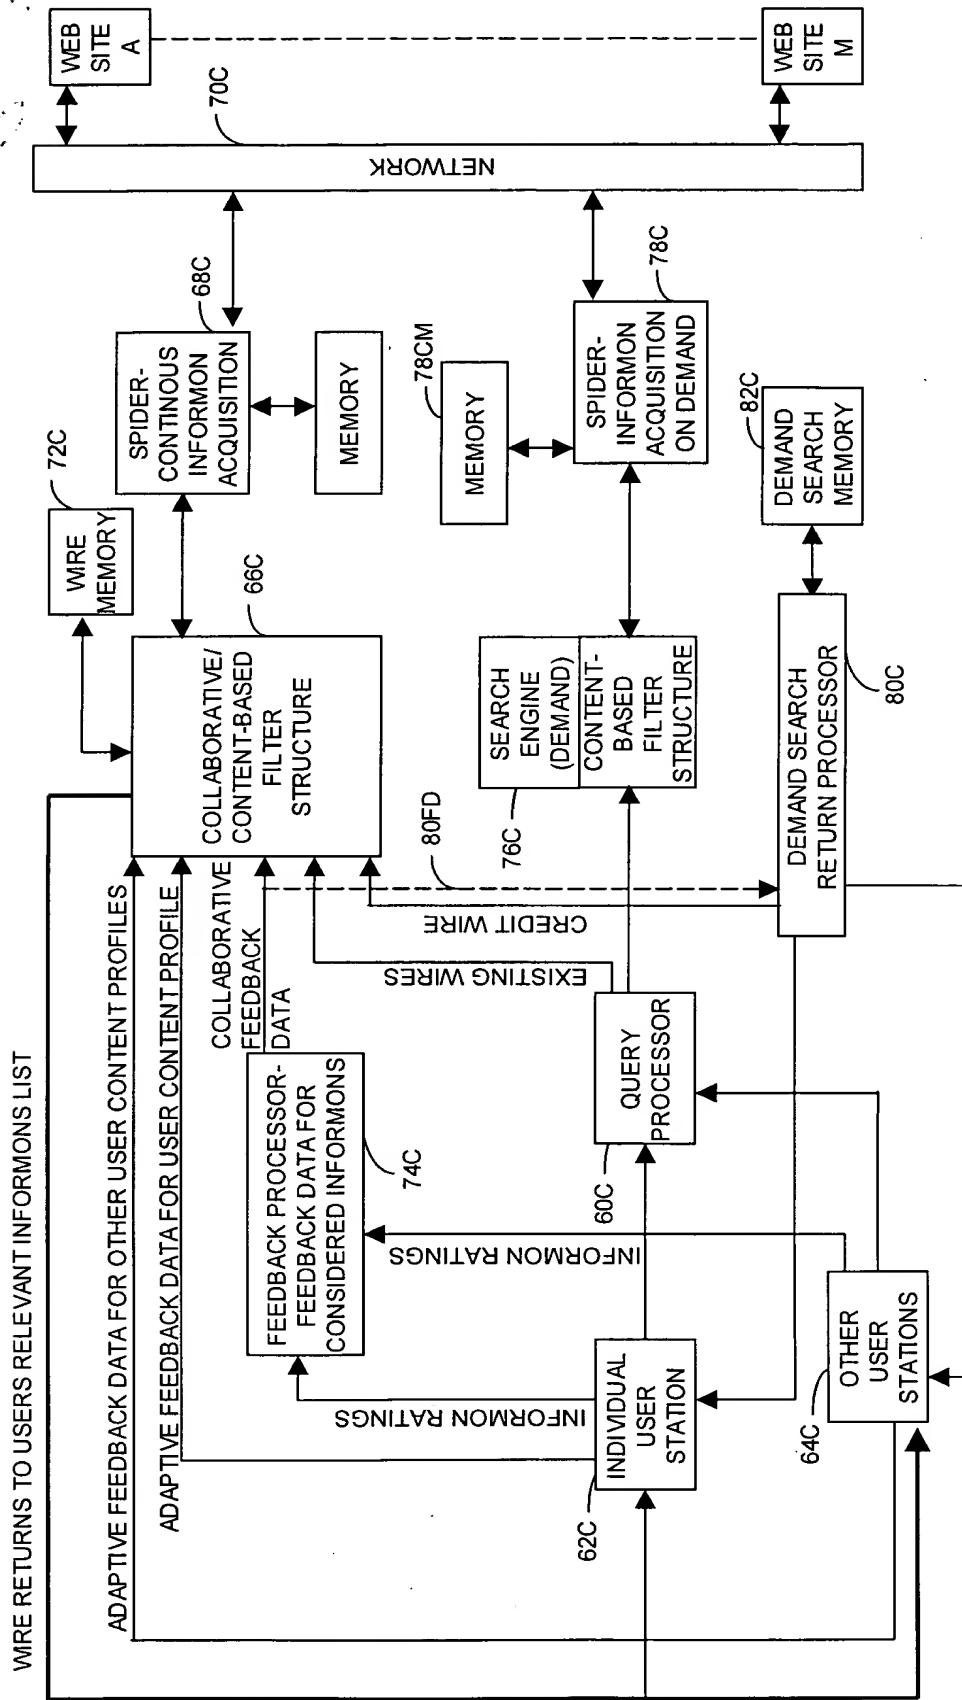 WIRE RETURNS TO USERS RELEVANT INFORMONS LIST
ADAPTIVE FEEDBACK DATA FOR OTHER USER CONTENT PROFILES
ADAPTIVE FEEDBACK DATA FOR USER CONTENT PROFILE
COLLABORATIVE
FEEDBACK
DATA
FEEDBACK PROCESSOR-
FEEDBACK DATA FOR
CONSIDERED INFORMONS
74C
INFORMON RATINGS
INFORMON RATINGS
INDIVIDUAL
USER
STATION
62C
OTHER
USER
STATIONS
64C
QUERY
PROCESSOR
60C
EXISTING WIRES
CREDIT WIRE
80FD
COLLABORATIVE/
CONTENT-BASED
FILTER
STRUCTURE
66C
WIRE
MEMORY
72C
SEARCH
ENGINE
(DEMAND)
CONTENT-
BASED
FILTER
STRUCTURE
76C
DEMAND SEARCH
RETURN PROCESSOR
80C
DEMAND
SEARCH
MEMORY
82C
SPIDER-
CONTINOUS
INFORMON
ACQUISITION
68C
MEMORY
MEMORY
78CM
SPIDER-
INFORMON
ACQUISITION
ON DEMAND
78C
NETWORK
70C
WEB
SITE
A
WEB
SITE
M